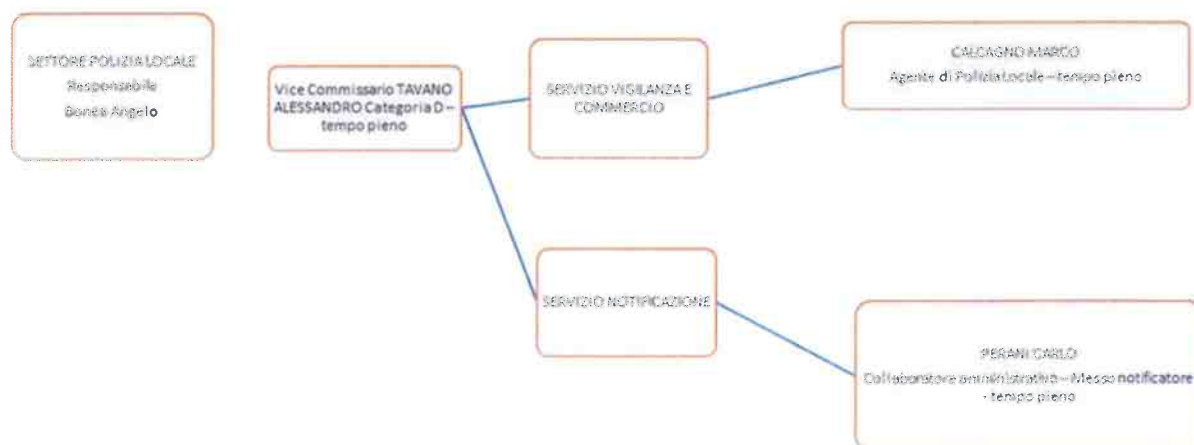 SETTORE POLIZIA LOCALE
Responsabile
Bonea Angelo
Vice Commissario TAVANO
ALESSANDRO Categoria D –
tempo pieno
SERVIZIO VIGILANZA E
COMMERCIO
CALCAGNO MARCO
Agente di Polizia Locale – tempo pieno
SERVIZIO NOTIFICAZIONE
PERANI CARLO
Collaboratore amministrativo – Messo notificatore
- tempo pieno